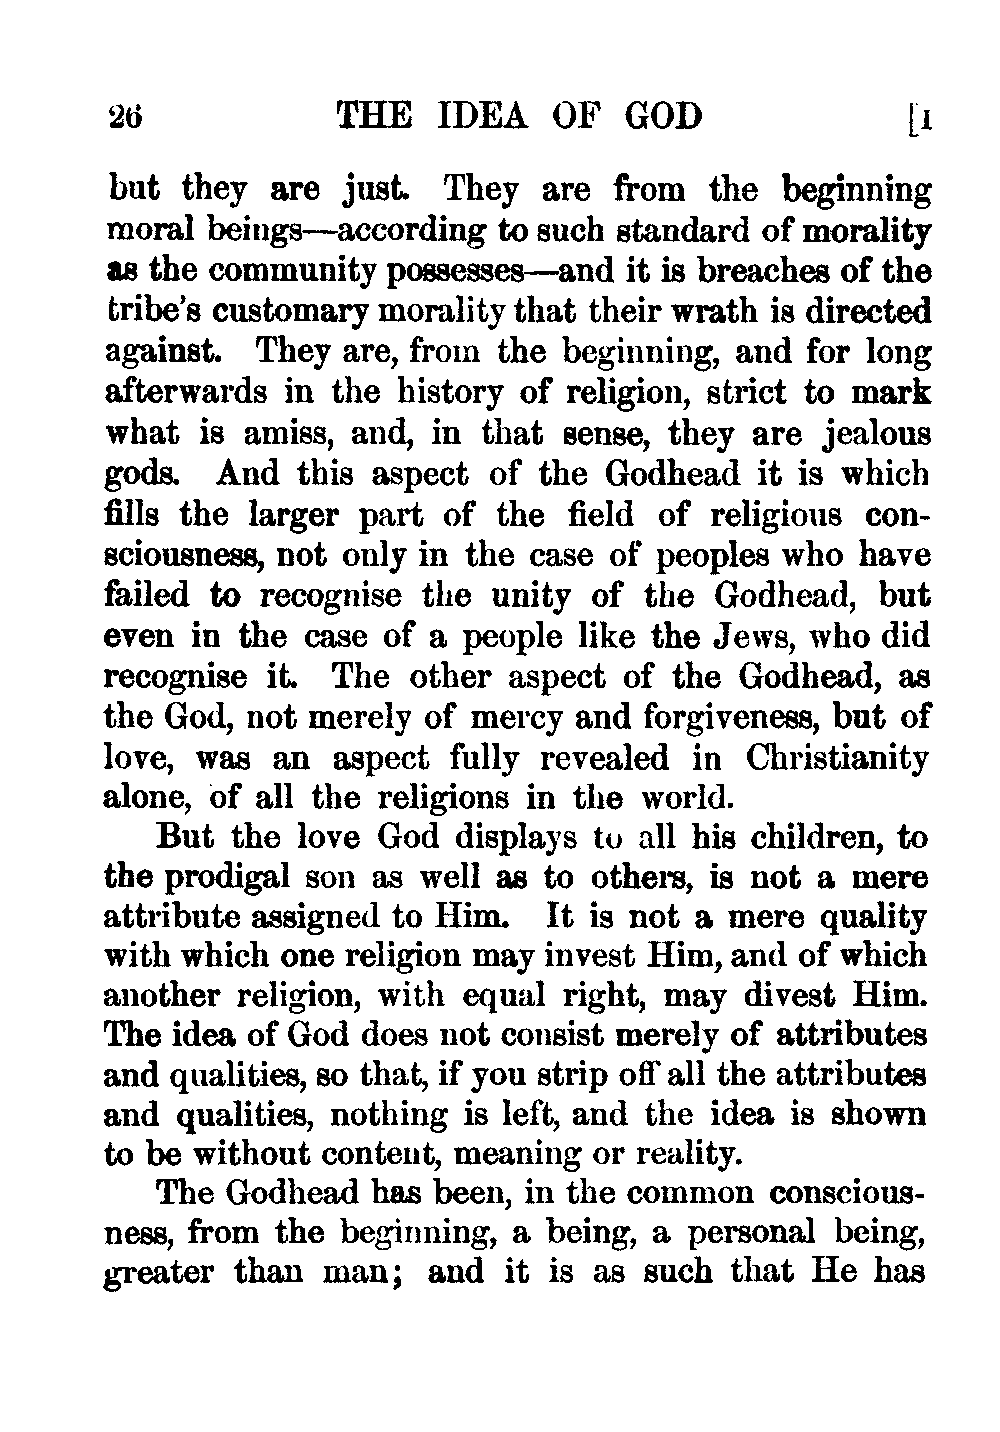 26 THE IDEA OF GOD [I
but they are just. They are from the beginning
moral beings—according to such standard of morality
as the community possesses—and it is breaches of the
tribe's customary morality that their wrath is directed
against. They are, from the beginning, and for long
afterwards in the history of religion, strict to mark
what is amiss, and, in that sense, they are jealous
gods. And this aspect of the Godhead it is which
fills the larger part of the field of religious con-
sciousness, not only in the case of peoples who have
failed to recognise the unity of the Godhead, but
even in the case of a people like the Jews, who did
recognise it. The other aspect of the Godhead, as
the God, not merely of mercy and forgiveness, but of
love, was an aspect fully revealed in Christianity
alone, of all the religions in the world.
But the love God displays to all his children, to
the prodigal son as well as to others, is not a mere
attribute assigned to Him. It is not a mere quality
with which one religion may invest Him, and of which
another religion, with equal right, may divest Him.
The idea of God does not consist merely of attributes
and qualities, so that, if you strip off all the attributes
and qualities, nothing is left, and the idea is shown
to be without content, meaning or reality.
The Godhead has been, in the common conscious-
ness, from the beginning, a being, a personal being,
greater than man; and it is as such that He has